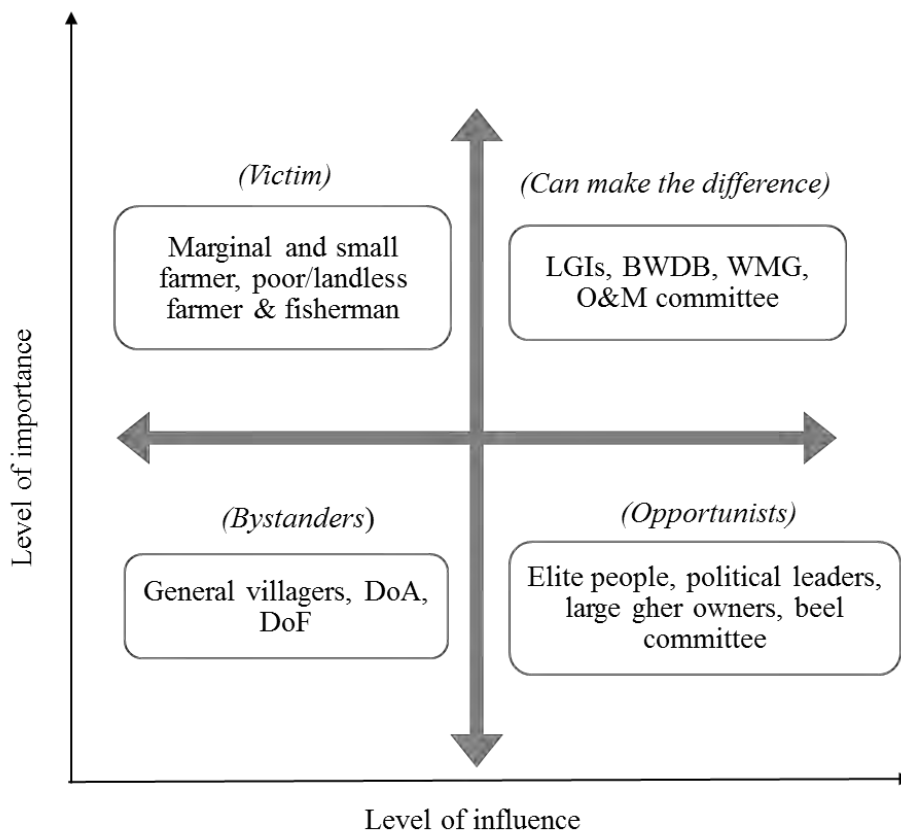 (Victim)
Marginal and small
farmer, poor/landless
farmer & fisherman
(Can make the difference)
LGIs, BWDB, WMG,
O&M committee
(Bystanders)
General villagers, DoA,
DoF
(Opportunists)
Elite people, political leaders,
large gher owners, beel
committee
Level of importance
Level of influence